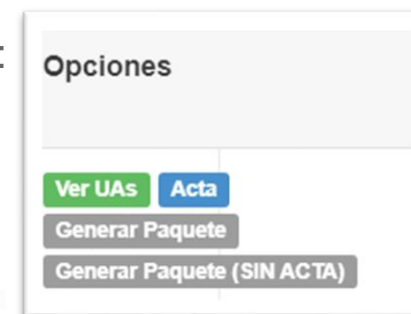 :
Opciones
Ver UAs Acta
Generar Paquete
Generar Paquete (SIN ACTA)